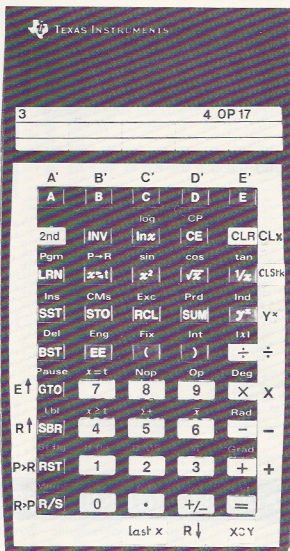 TEXAS INSTRUMENTS
3 4 OP 17
A' B' C' D' E'
A B C D E
log CP
2nd INV lnx CE CLR CLx
Pgm P→R sin cos tan
LRN x⇄t x² √x 1/x CLStk
Ins CMs Exc Prd Ind
SST STO RCL SUM yˣ Yˣ
Del Eng Fix Int |x|
BST EE ( ) ÷ ÷
Pause x=t Nop Op Deg
E↑ GTO 7 8 9 × X
Lbl x≥t Σ+ x̄ Rad
R↑ SBR 4 5 6 − −
Grad
P>R RST 1 2 3 + +
R>P R/S 0 . +/− =
Last x R↓ X⇄Y